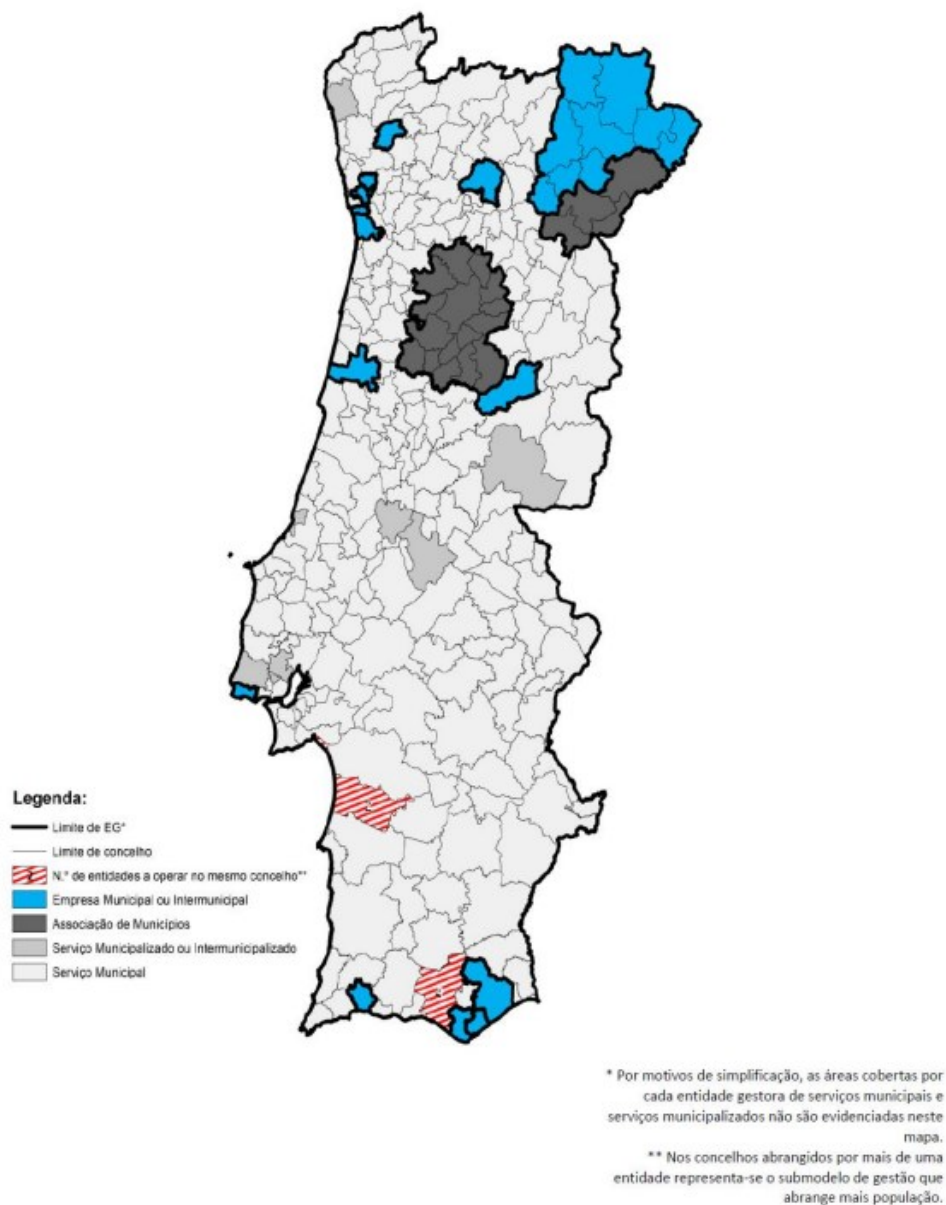 Legenda:
Limite de EG*
Limite de concelho
N.º de entidades a operar no mesmo concelho**
Empresa Municipal ou Intermunicipal
Associação de Municípios
Serviço Municipalizado ou Intermunicipalizado
Serviço Municipal
* Por motivos de simplificação, as áreas cobertas por
cada entidade gestora de serviços municipais e
serviços municipalizados não são evidenciadas neste
mapa.
** Nos concelhos abrangidos por mais de uma
entidade representa-se o submodelo de gestão que
abrange mais população.